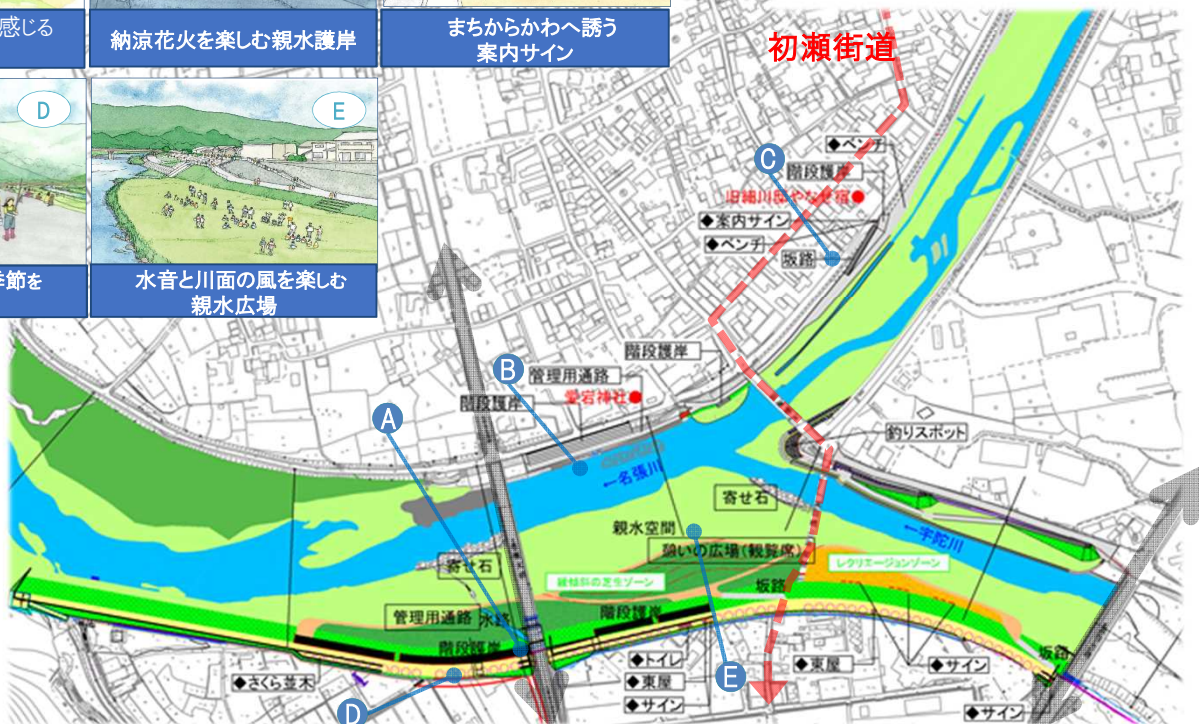 感じる
納涼花火を楽しむ親水護岸
まちからかわへ誘う
案内サイン
初瀬街道
D
E
季節を
水音と川面の風を楽しむ
親水広場
◆ベンチ
C
階段護岸
旧細川邸やなせ宿
◆案内サイン
◆ベンチ
坂路
階段護岸
B
管理用通路
愛宕神社
階段護岸
A
釣りスポット
←名張川
寄せ石
親水空間
←宇陀川
憩いの広場(観覧席)
寄せ石
レクリエーションゾーン
緩傾斜の芝生ゾーン
坂路
管理用通路
水路
階段護岸
階段護岸
坂路
◆トイレ
◆東屋
◆サイン
◆東屋
◆サイン
E
◆さくら並木
D
◆サイン